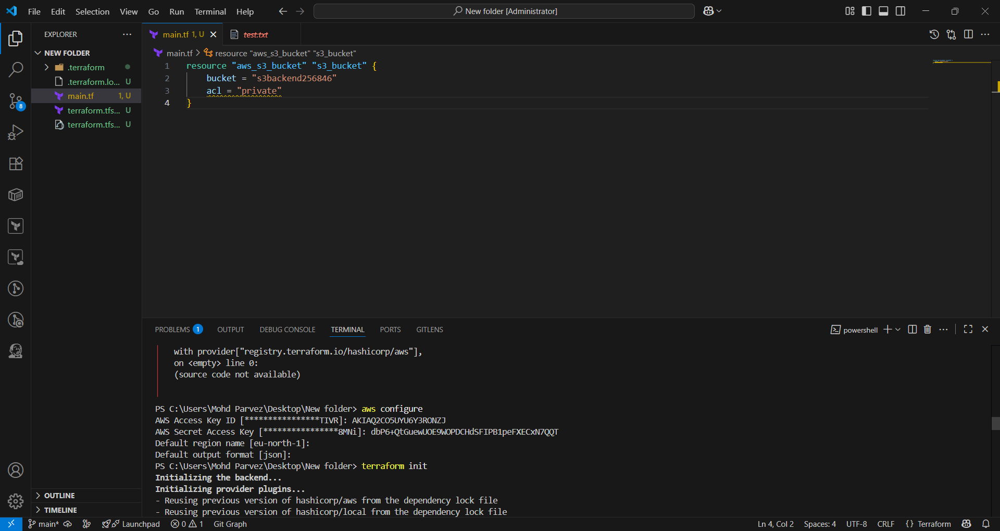 File Edit Selection View Go Run Terminal Help
New folder [Administrator]
EXPLORER
NEW FOLDER
.terraform
.terraform.lo... U
main.tf 1, U
terraform.tfs... U
terraform.tfs... U
OUTLINE
TIMELINE
main.tf 1, U
test.txt
main.tf > resource "aws_s3_bucket" "s3_bucket"
1 resource "aws_s3_bucket" "s3_bucket" {
2 bucket = "s3backend256846"
3 acl = "private"
4 }
PROBLEMS 1 OUTPUT DEBUG CONSOLE TERMINAL PORTS GITLENS
powershell
with provider["registry.terraform.io/hashicorp/aws"],
on <empty> line 0:
(source code not available)
PS C:\Users\Mohd Parvez\Desktop\New folder> aws configure
AWS Access Key ID [****************TIVR]: [credential redacted]
AWS Secret Access Key [****************8MNi]: [credential redacted]
Default region name [eu-north-1]:
Default output format [json]:
PS C:\Users\Mohd Parvez\Desktop\New folder> terraform init
Initializing the backend...
Initializing provider plugins...
- Reusing previous version of hashicorp/aws from the dependency lock file
- Reusing previous version of hashicorp/local from the dependency lock file
8
main* Launchpad 0 1 Git Graph
Ln 4, Col 2 Spaces: 4 UTF-8 CRLF {} Terraform